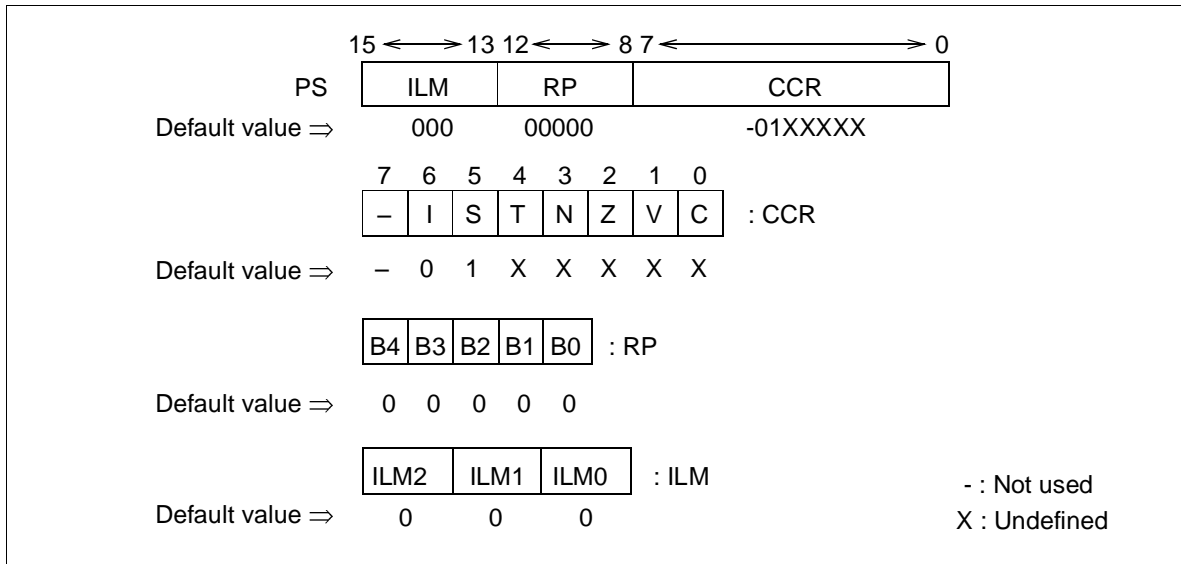 15 13 12 8 7 0
PS ILM RP CCR
Default value ⇒ 000 00000 -01XXXXX
7 6 5 4 3 2 1 0
– I S T N Z V C : CCR
Default value ⇒ – 0 1 X X X X X
B4 B3 B2 B1 B0 : RP
Default value ⇒ 0 0 0 0 0
ILM2 ILM1 ILM0 : ILM
- : Not used
Default value ⇒ 0 0 0
X : Undefined